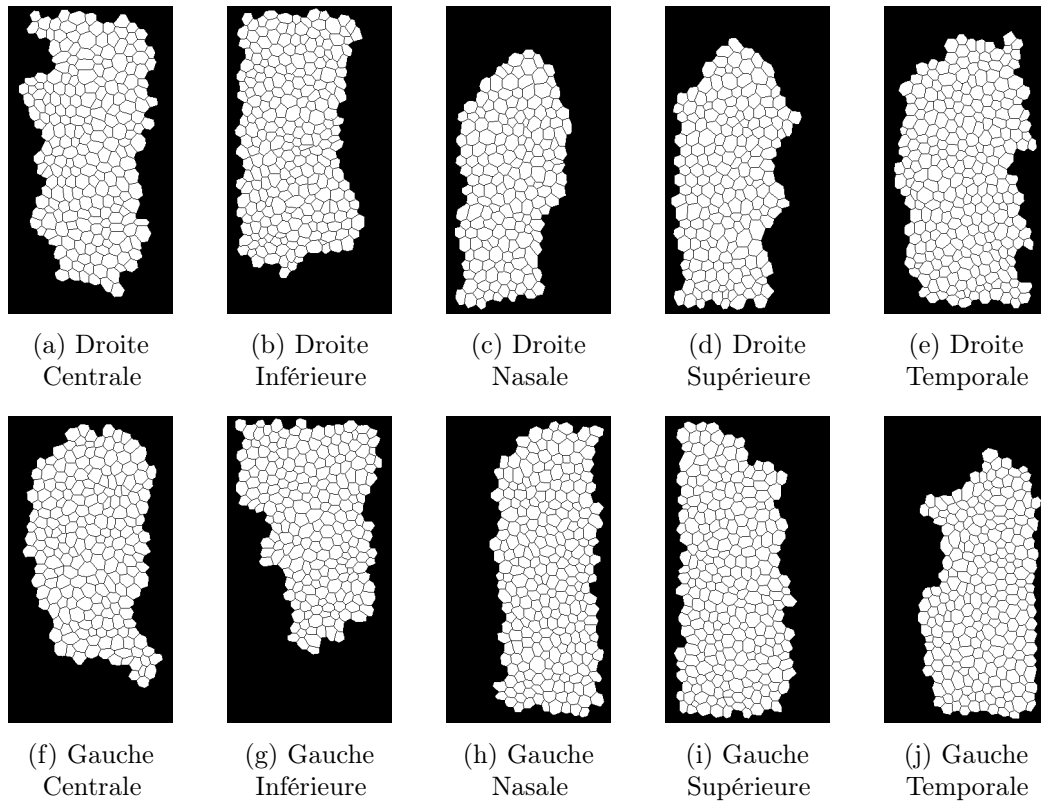 (a) Droite
Centrale
(b) Droite
Inférieure
(c) Droite
Nasale
(d) Droite
Supérieure
(e) Droite
Temporale
(f) Gauche
Centrale
(g) Gauche
Inférieure
(h) Gauche
Nasale
(i) Gauche
Supérieure
(j) Gauche
Temporale